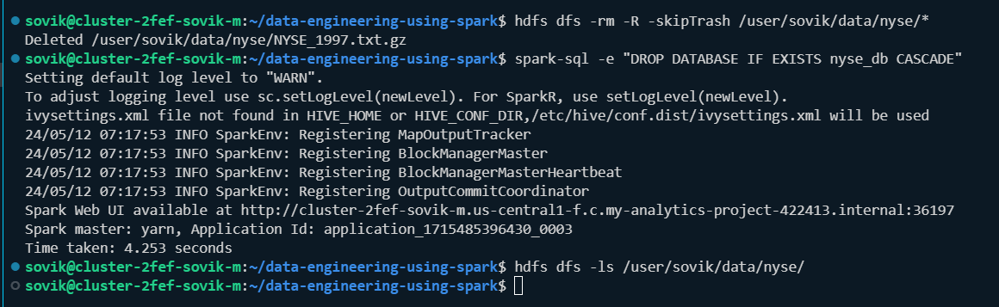 sovik@cluster-2fef-sovik-m:~/data-engineering-using-spark$ hdfs dfs -rm -R -skipTrash /user/sovik/data/nyse/*
Deleted /user/sovik/data/nyse/NYSE_1997.txt.gz
sovik@cluster-2fef-sovik-m:~/data-engineering-using-spark$ spark-sql -e "DROP DATABASE IF EXISTS nyse_db CASCADE"
Setting default log level to "WARN".
To adjust logging level use sc.setLogLevel(newLevel). For SparkR, use setLogLevel(newLevel).
ivysettings.xml file not found in HIVE_HOME or HIVE_CONF_DIR,/etc/hive/conf.dist/ivysettings.xml will be used
24/05/12 07:17:53 INFO SparkEnv: Registering MapOutputTracker
24/05/12 07:17:53 INFO SparkEnv: Registering BlockManagerMaster
24/05/12 07:17:53 INFO SparkEnv: Registering BlockManagerMasterHeartbeat
24/05/12 07:17:53 INFO SparkEnv: Registering OutputCommitCoordinator
Spark Web UI available at http://cluster-2fef-sovik-m.us-central1-f.c.my-analytics-project-422413.internal:36197
Spark master: yarn, Application Id: application_1715485396430_0003
Time taken: 4.253 seconds
sovik@cluster-2fef-sovik-m:~/data-engineering-using-spark$ hdfs dfs -ls /user/sovik/data/nyse/
sovik@cluster-2fef-sovik-m:~/data-engineering-using-spark$